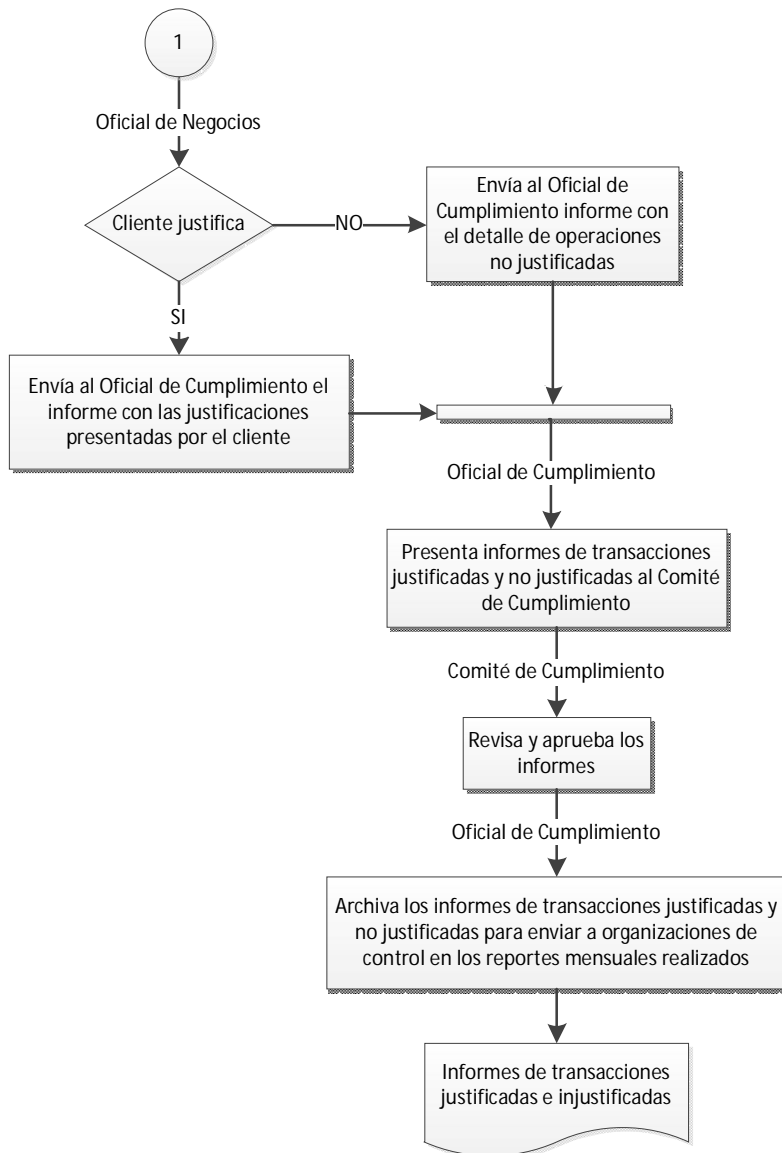 1
Oficial de Negocios
Cliente justifica
NO
Envía al Oficial de
Cumplimiento informe con
el detalle de operaciones
no justificadas
SI
Envía al Oficial de Cumplimiento el
informe con las justificaciones
presentadas por el cliente
Oficial de Cumplimiento
Presenta informes de transacciones
justificadas y no justificadas al Comité
de Cumplimiento
Comité de Cumplimiento
Revisa y aprueba los
informes
Oficial de Cumplimiento
Archiva los informes de transacciones justificadas y
no justificadas para enviar a organizaciones de
control en los reportes mensuales realizados
Informes de transacciones
justificadas e injustificadas